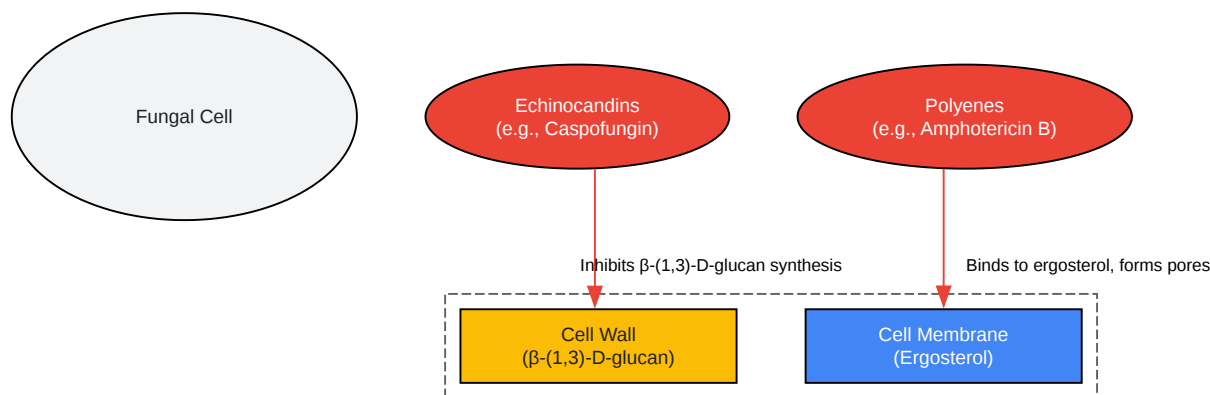 Fungal Cell
Echinocandins
(e.g., Caspofungin)
Polyenes
(e.g., Amphotericin B)
Inhibits β-(1,3)-D-glucan synthesis
Binds to ergosterol, forms pores
Cell Wall
(β-(1,3)-D-glucan)
Cell Membrane
(Ergosterol)